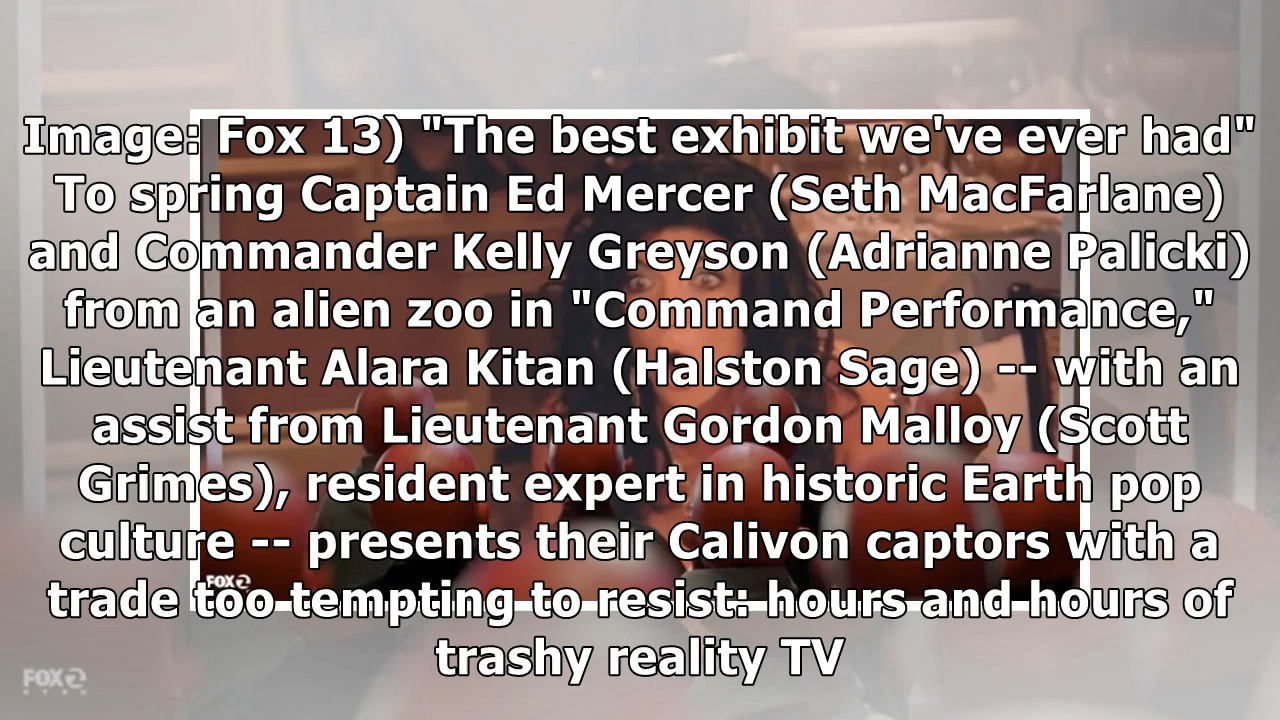 Image: Fox 13) "The best exhibit we've ever had"
To spring Captain Ed Mercer (Seth MacFarlane)
and Commander Kelly Greyson (Adrianne Palicki)
from an alien zoo in "Command Performance,"
Lieutenant Alara Kitan (Halston Sage) -- with an
assist from Lieutenant Gordon Malloy (Scott
Grimes), resident expert in historic Earth pop
culture -- presents their Calivon captors with a
FOX 2
trade too tempting to resist: hours and hours of
trashy reality TV
FOX 2
KTVU